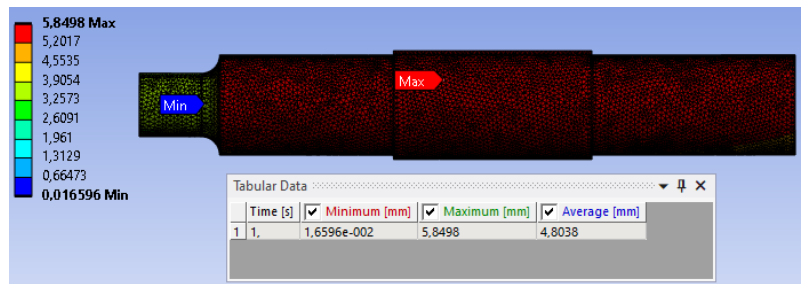 5,8498 Max
5,2017
4,5535
3,9054
3,2573
2,6091
1,961
1,3129
0,66473
0,016596 Min
Min
Max
Tabular Data
Time [s] Minimum [mm] Maximum [mm] Average [mm]
1 1, 1,6596e-002 5,8498 4,8038